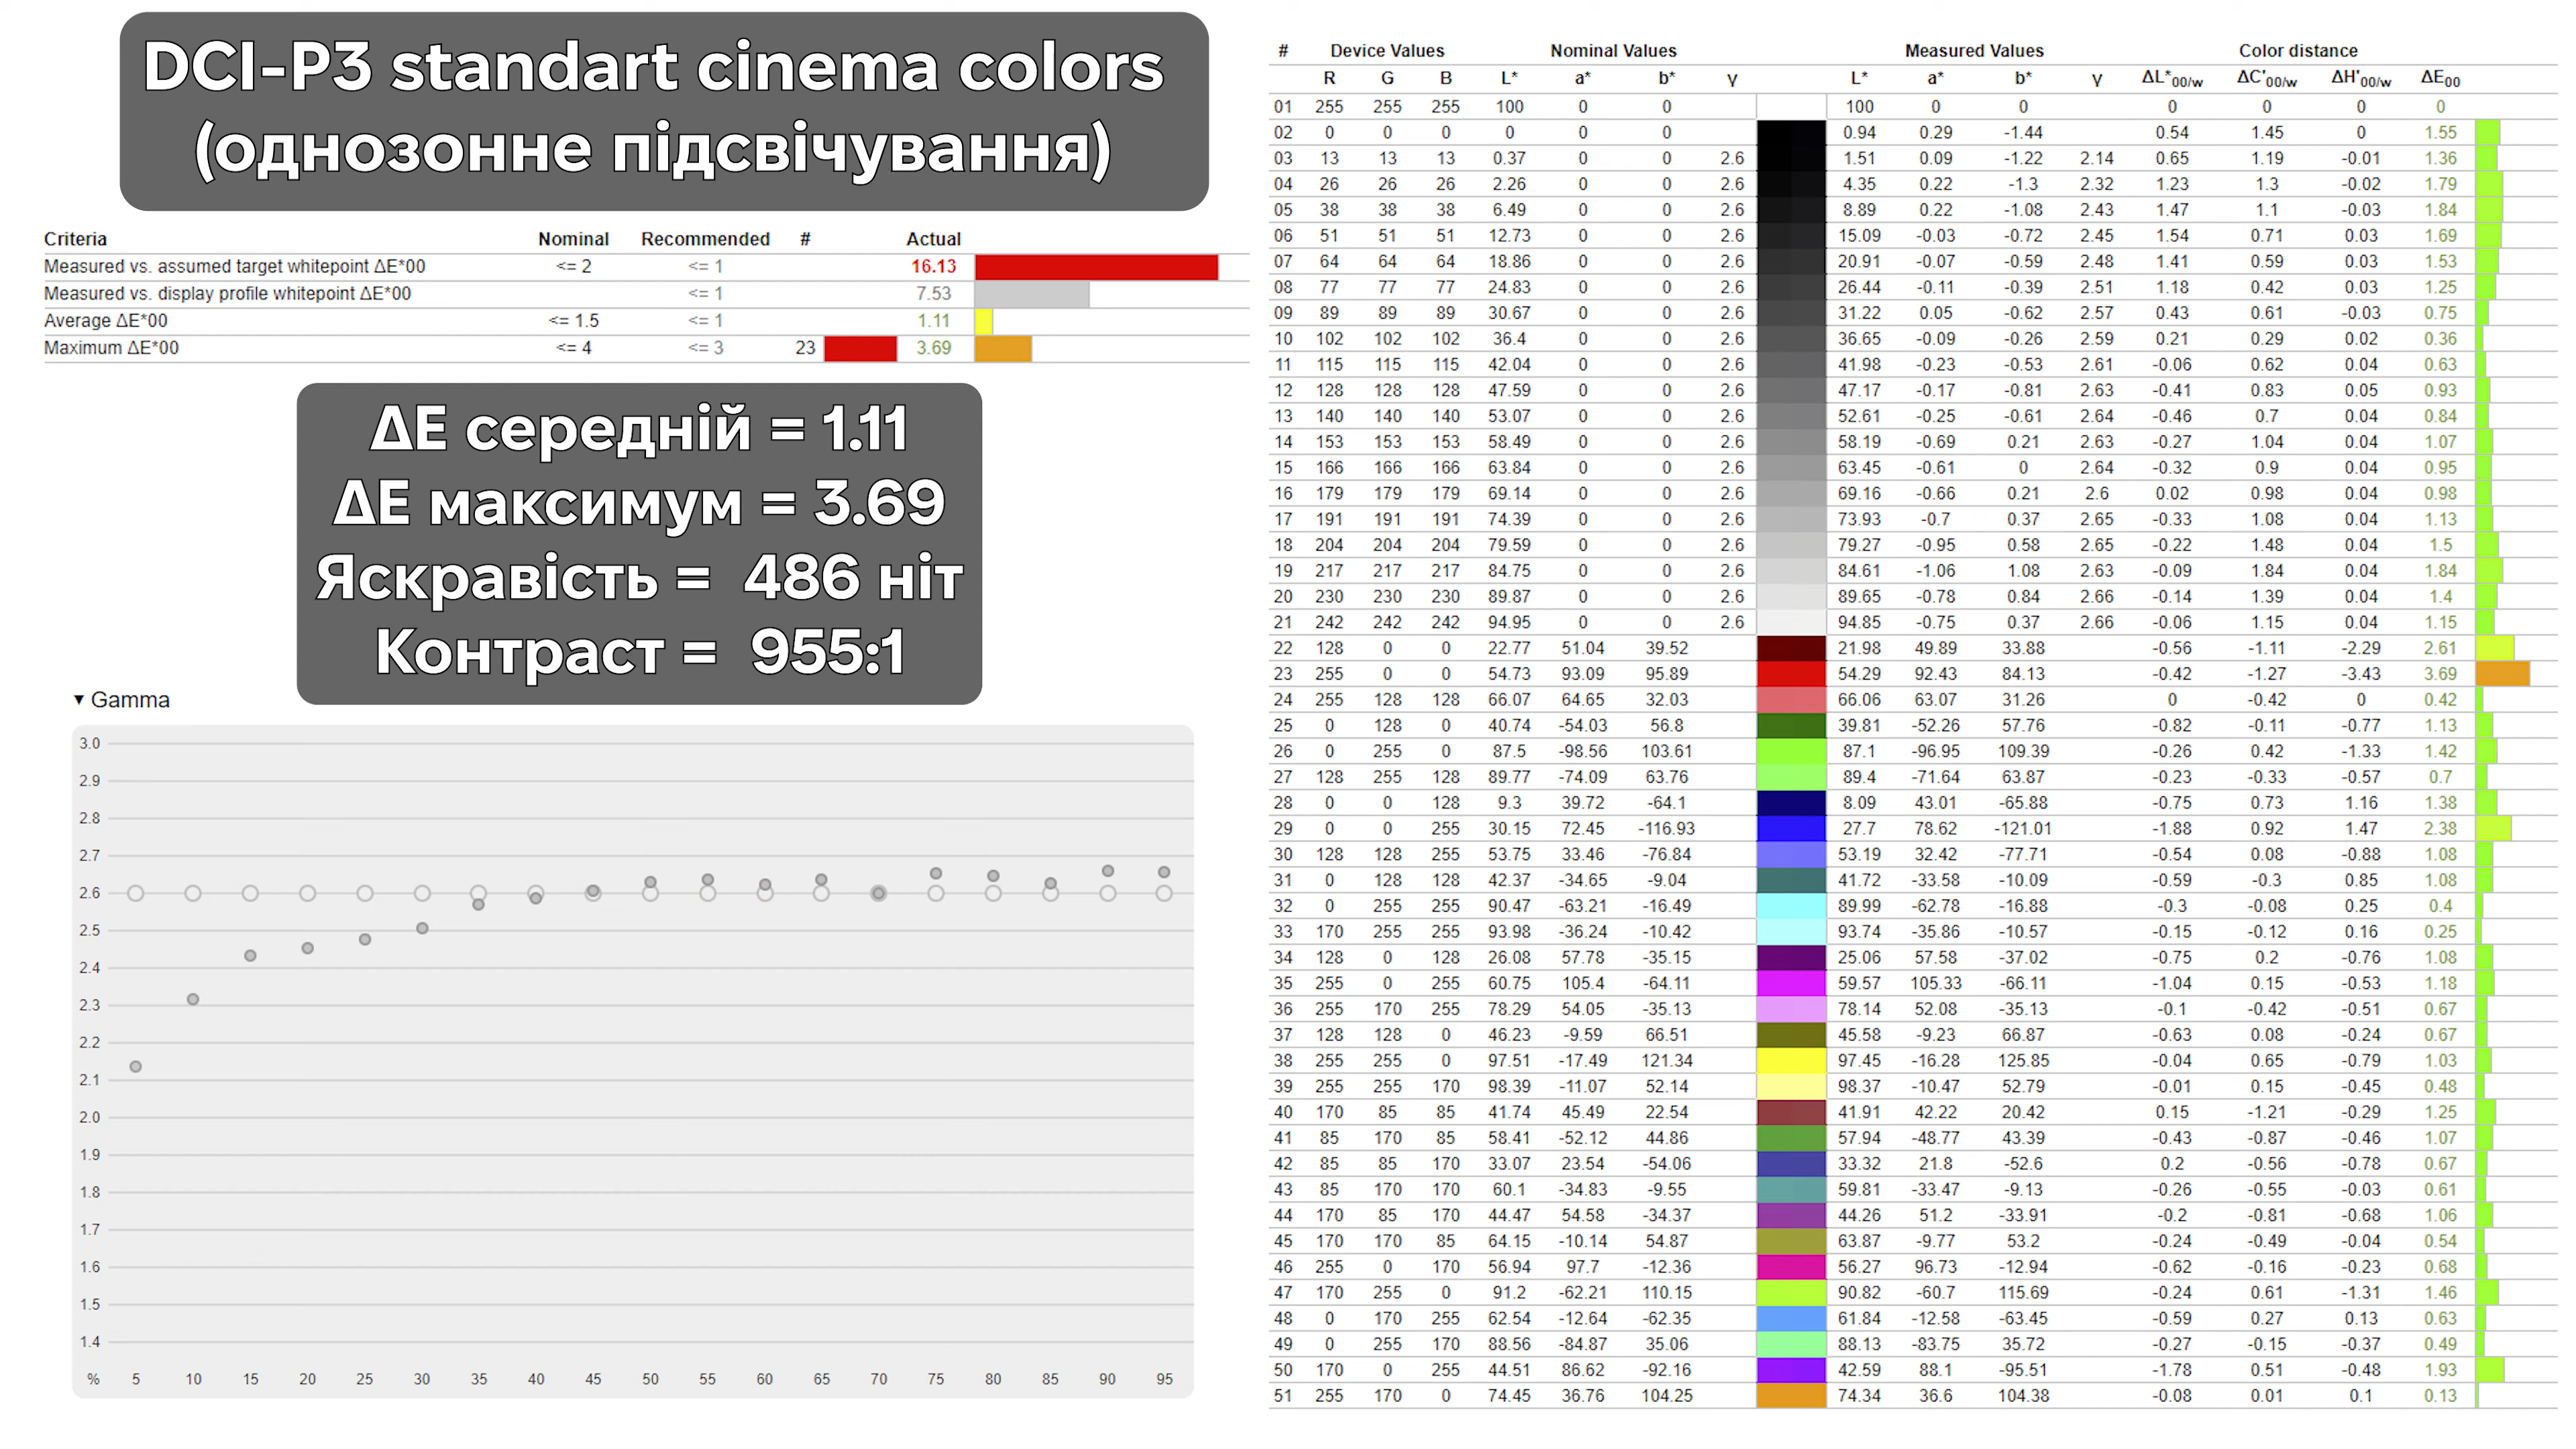 DCI-P3 standart cinema colors
(однозонне підсвічування)
Criteria Nominal Recommended # Actual
Measured vs. assumed target whitepoint ΔE*00 <= 2 <= 1 16.13
Measured vs. display profile whitepoint ΔE*00 <= 1 7.53
Average ΔE*00 <= 1.5 <= 1 1.11
Maximum ΔE*00 <= 4 <= 3 23 3.69
ΔE середній = 1.11
ΔE максимум = 3.69
Яскравість = 486 ніт
Контраст = 955:1
▼ Gamma
3.0
2.9
2.8
2.7
2.6
2.5
2.4
2.3
2.2
2.1
2.0
1.9
1.8
1.7
1.6
1.5
1.4
% 5 10 15 20 25 30 35 40 45 50 55 60 65 70 75 80 85 90 95
# Device Values Nominal Values Measured Values Color distance
R G B L* a* b* γ L* a* b* γ ΔL*00/w ΔC'00/w ΔH'00/w ΔE00
01 255 255 255 100 0 0 100 0 0 0 0 0 0
02 0 0 0 0 0 0 0.94 0.29 -1.44 0.54 1.45 0 1.55
03 13 13 13 0.37 0 0 2.6 1.51 0.09 -1.22 2.14 0.65 1.19 -0.01 1.36
04 26 26 26 2.26 0 0 2.6 4.35 0.22 -1.3 2.32 1.23 1.3 -0.02 1.79
05 38 38 38 6.49 0 0 2.6 8.89 0.22 -1.08 2.43 1.47 1.1 -0.03 1.84
06 51 51 51 12.73 0 0 2.6 15.09 -0.03 -0.72 2.45 1.54 0.71 0.03 1.69
07 64 64 64 18.86 0 0 2.6 20.91 -0.07 -0.59 2.48 1.41 0.59 0.03 1.53
08 77 77 77 24.83 0 0 2.6 26.44 -0.11 -0.39 2.51 1.18 0.42 0.03 1.25
09 89 89 89 30.67 0 0 2.6 31.22 0.05 -0.62 2.57 0.43 0.61 -0.03 0.75
10 102 102 102 36.4 0 0 2.6 36.65 -0.09 -0.26 2.59 0.21 0.29 0.02 0.36
11 115 115 115 42.04 0 0 2.6 41.98 -0.23 -0.53 2.61 -0.06 0.62 0.04 0.63
12 128 128 128 47.59 0 0 2.6 47.17 -0.17 -0.81 2.63 -0.41 0.83 0.05 0.93
13 140 140 140 53.07 0 0 2.6 52.61 -0.25 -0.61 2.64 -0.46 0.7 0.04 0.84
14 153 153 153 58.49 0 0 2.6 58.19 -0.69 0.21 2.63 -0.27 1.04 0.04 1.07
15 166 166 166 63.84 0 0 2.6 63.45 -0.61 0 2.64 -0.32 0.9 0.04 0.95
16 179 179 179 69.14 0 0 2.6 69.16 -0.66 0.21 2.6 0.02 0.98 0.04 0.98
17 191 191 191 74.39 0 0 2.6 73.93 -0.7 0.37 2.65 -0.33 1.08 0.04 1.13
18 204 204 204 79.59 0 0 2.6 79.27 -0.95 0.58 2.65 -0.22 1.48 0.04 1.5
19 217 217 217 84.75 0 0 2.6 84.61 -1.06 1.08 2.63 -0.09 1.84 0.04 1.84
20 230 230 230 89.87 0 0 2.6 89.65 -0.78 0.84 2.66 -0.14 1.39 0.04 1.4
21 242 242 242 94.95 0 0 2.6 94.85 -0.75 0.37 2.66 -0.06 1.15 0.04 1.15
22 128 0 0 22.77 51.04 39.52 21.98 49.89 33.88 -0.56 -1.11 -2.29 2.61
23 255 0 0 54.73 93.09 95.89 54.29 92.43 84.13 -0.42 -1.27 -3.43 3.69
24 255 128 128 66.07 64.65 32.03 66.06 63.07 31.26 0 -0.42 0 0.42
25 0 128 0 40.74 -54.03 56.8 39.81 -52.26 57.76 -0.82 -0.11 -0.77 1.13
26 0 255 0 87.5 -98.56 103.61 87.1 -96.95 109.39 -0.26 0.42 -1.33 1.42
27 128 255 128 89.77 -74.09 63.76 89.4 -71.64 63.87 -0.23 -0.33 -0.57 0.7
28 0 0 128 9.3 39.72 -64.1 8.09 43.01 -65.88 -0.75 0.73 1.16 1.38
29 0 0 255 30.15 72.45 -116.93 27.7 78.62 -121.01 -1.88 0.92 1.47 2.38
30 128 128 255 53.75 33.46 -76.84 53.19 32.42 -77.71 -0.54 0.08 -0.88 1.08
31 0 128 128 42.37 -34.65 -9.04 41.72 -33.58 -10.09 -0.59 -0.3 0.85 1.08
32 0 255 255 90.47 -63.21 -16.49 89.99 -62.78 -16.88 -0.3 -0.08 0.25 0.4
33 170 255 255 93.98 -36.24 -10.42 93.74 -35.86 -10.57 -0.15 -0.12 0.16 0.25
34 128 0 128 26.08 57.78 -35.15 25.06 57.58 -37.02 -0.75 0.2 -0.76 1.08
35 255 0 255 60.75 105.4 -64.11 59.57 105.33 -66.11 -1.04 0.15 -0.53 1.18
36 255 170 255 78.29 54.05 -35.13 78.14 52.08 -35.13 -0.1 -0.42 -0.51 0.67
37 128 128 0 46.23 -9.59 66.51 45.58 -9.23 66.87 -0.63 0.08 -0.24 0.67
38 255 255 0 97.51 -17.49 121.34 97.45 -16.28 125.85 -0.04 0.65 -0.79 1.03
39 255 255 170 98.39 -11.07 52.14 98.37 -10.47 52.79 -0.01 0.15 -0.45 0.48
40 170 85 85 41.74 45.49 22.54 41.91 42.22 20.42 0.15 -1.21 -0.29 1.25
41 85 170 85 58.41 -52.12 44.86 57.94 -48.77 43.39 -0.43 -0.87 -0.46 1.07
42 85 85 170 33.07 23.54 -54.06 33.32 21.8 -52.6 0.2 -0.56 -0.78 0.67
43 85 170 170 60.1 -34.83 -9.55 59.81 -33.47 -9.13 -0.26 -0.55 -0.03 0.61
44 170 85 170 44.47 54.58 -34.37 44.26 51.2 -33.91 -0.2 -0.81 -0.68 1.06
45 170 170 85 64.15 -10.14 54.87 63.87 -9.77 53.2 -0.24 -0.49 -0.04 0.54
46 255 0 170 56.94 97.7 -12.36 56.27 96.73 -12.94 -0.62 -0.16 -0.23 0.68
47 170 255 0 91.2 -62.21 110.15 90.82 -60.7 115.69 -0.24 0.61 -1.31 1.46
48 0 170 255 62.54 -12.64 -62.35 61.84 -12.58 -63.45 -0.59 0.27 0.13 0.63
49 0 255 170 88.56 -84.87 35.06 88.13 -83.75 35.72 -0.27 -0.15 -0.37 0.49
50 170 0 255 44.51 86.62 -92.16 42.59 88.1 -95.51 -1.78 0.51 -0.48 1.93
51 255 170 0 74.45 36.76 104.25 74.34 36.6 104.38 -0.08 0.01 0.1 0.13